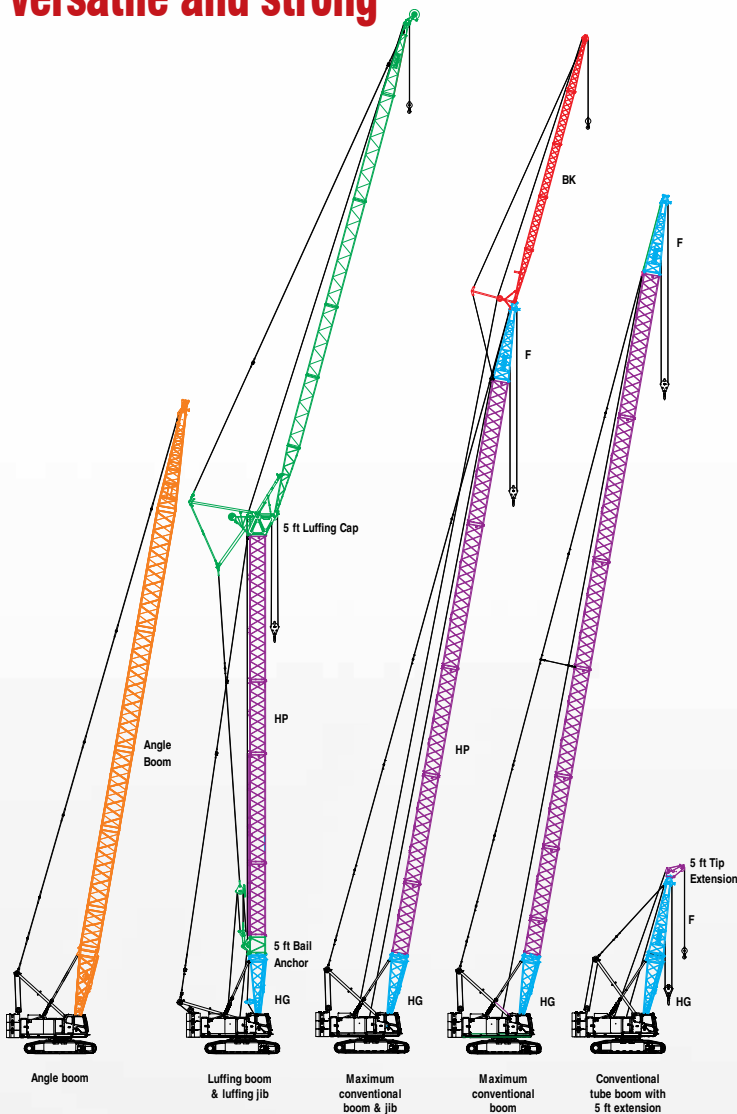 versatile and strong
BK
F
F
5 ft Luffing Cap
HP
Angle
Boom
HP
5 ft Tip
Extension
F
5 ft Bail
Anchor
HG
HG
HG
HG
Angle boom
Luffing boom
& luffing jib
Maximum
conventional
boom & jib
Maximum
conventional
boom
Conventional
tube boom with
5 ft extension